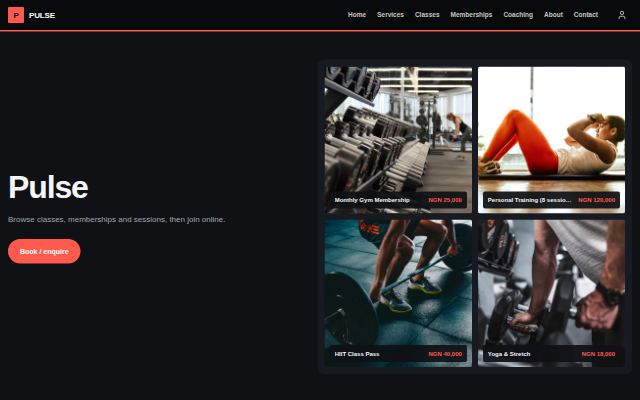 P PULSE Home Services Classes Memberships Coaching About Contact
Pulse
Browse classes, memberships and sessions, then join online.
Book / enquire
Monthly Gym Membership NGN 25,000
Personal Training (8 sessio... NGN 120,000
HIIT Class Pass NGN 40,000
Yoga & Stretch NGN 18,000